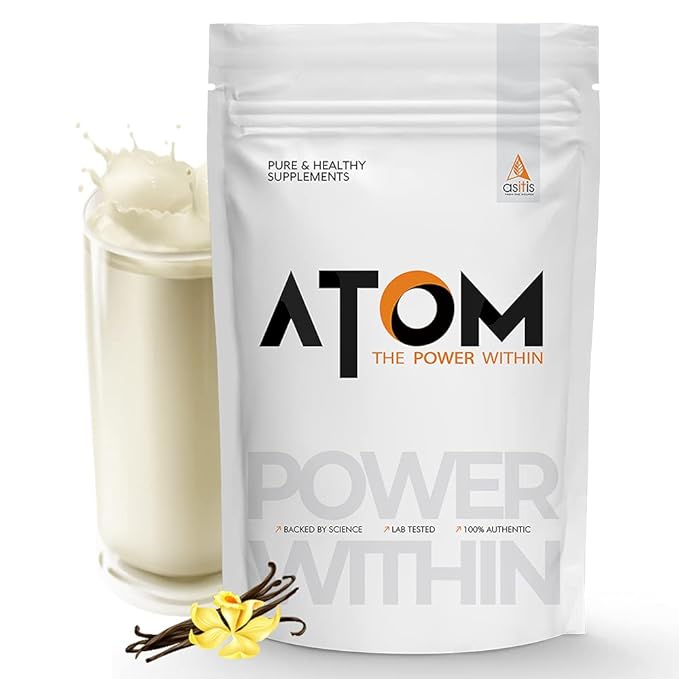 PURE & HEALTHY
SUPPLEMENTS
asitis
ATOM
THE POWER WITHIN
POWER
↗ BACKED BY SCIENCE ↗ LAB TESTED ↗ 100% AUTHENTIC
WITHIN